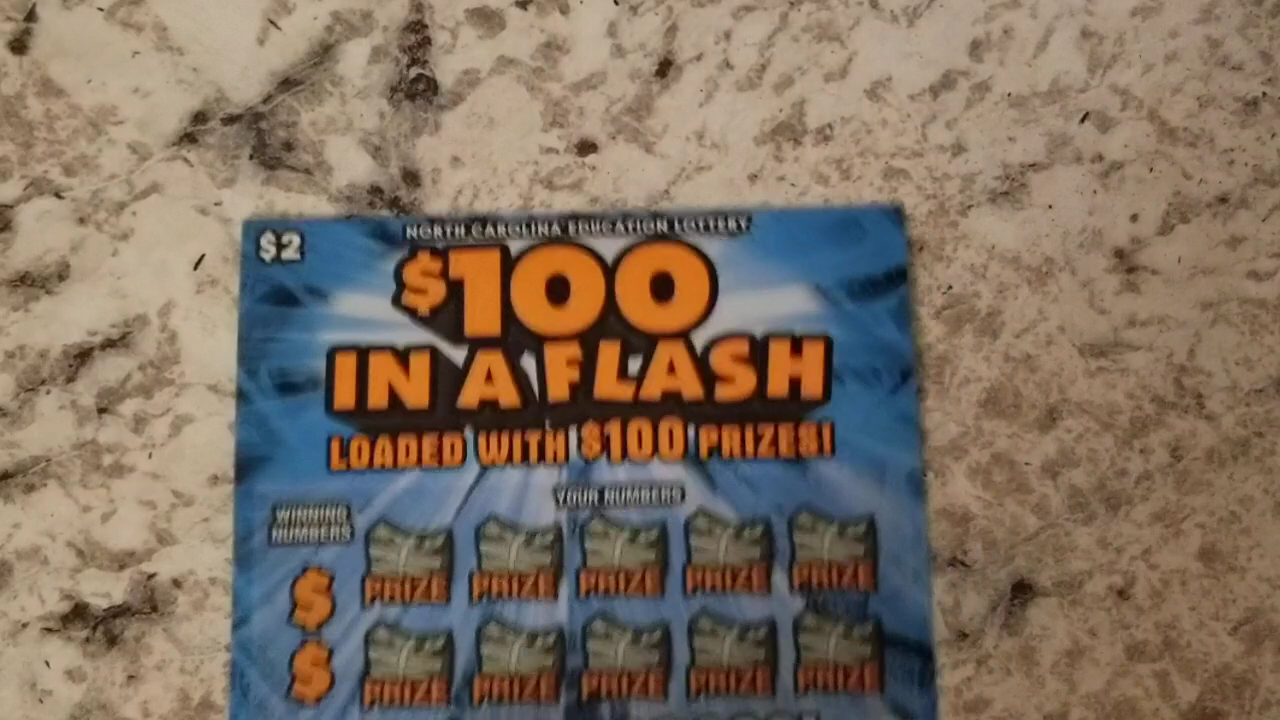 NORTH CAROLINA EDUCATION LOTTERY
$2
$100
IN A FLASH
LOADED WITH $100 PRIZES!
YOUR NUMBERS
WINNING
NUMBERS
PRIZE PRIZE PRIZE PRIZE PRIZE
$
$
PRIZE PRIZE PRIZE PRIZE PRIZE